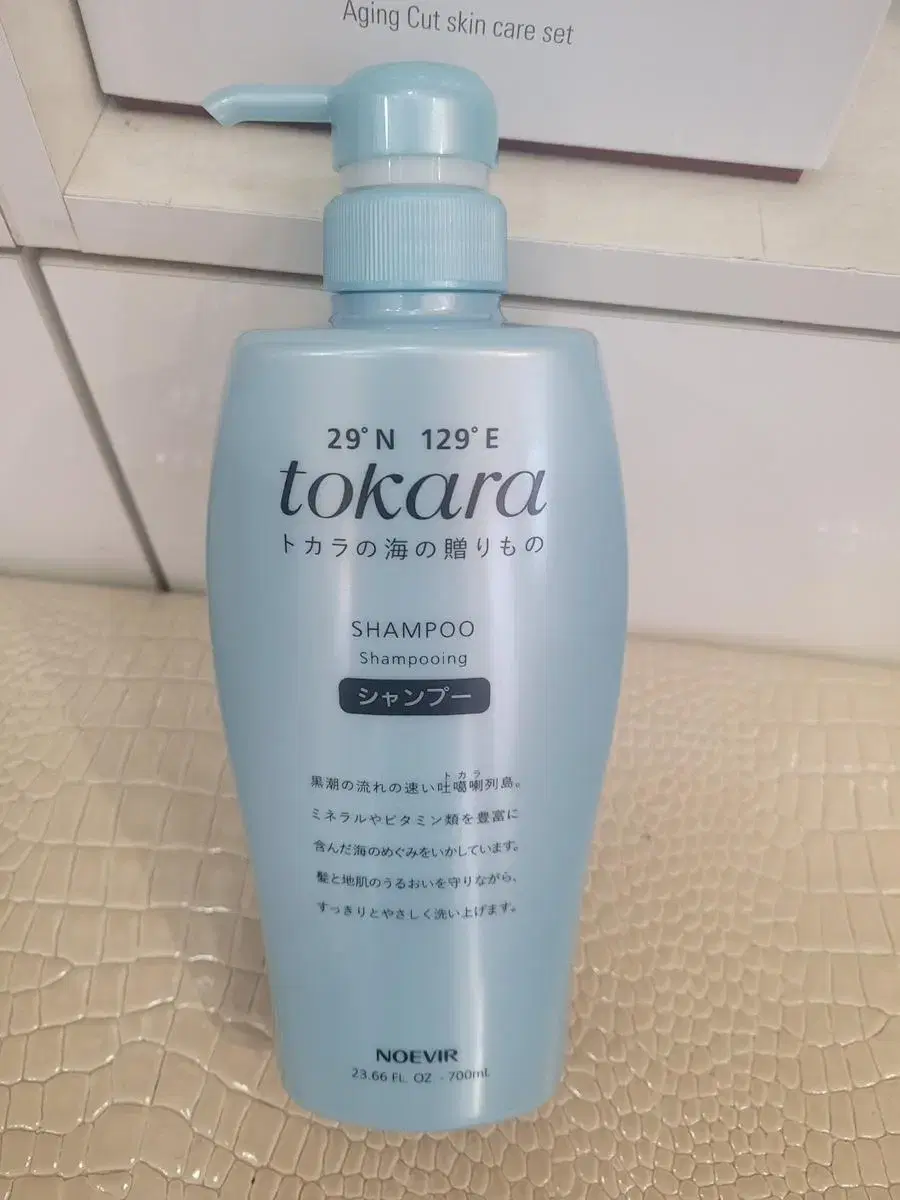 Aging Cut skin care set
29°N 129°E
tokara
トカラの海の贈りもの
SHAMPOO
Shampooing
シャンプー
トカラ
黒潮の流れの速い吐噶喇列島。
ミネラルやビタミン類を豊富に
含んだ海のめぐみをいかしています。
髪と地肌のうるおいを守りながら、
すっきりとやさしく洗い上げます。
NOEVIR
23.66 FL. OZ - 700mL